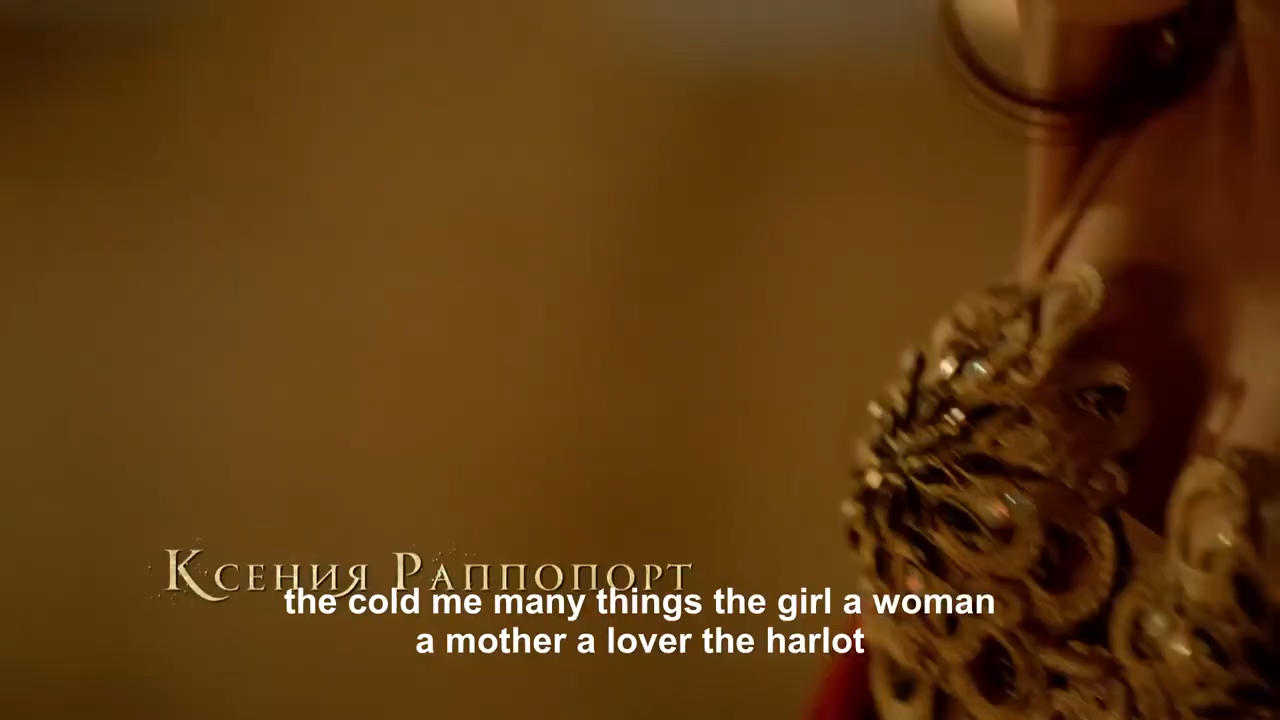 Ксения Раппопорт
the cold me many things the girl a woman
a mother a lover the harlot